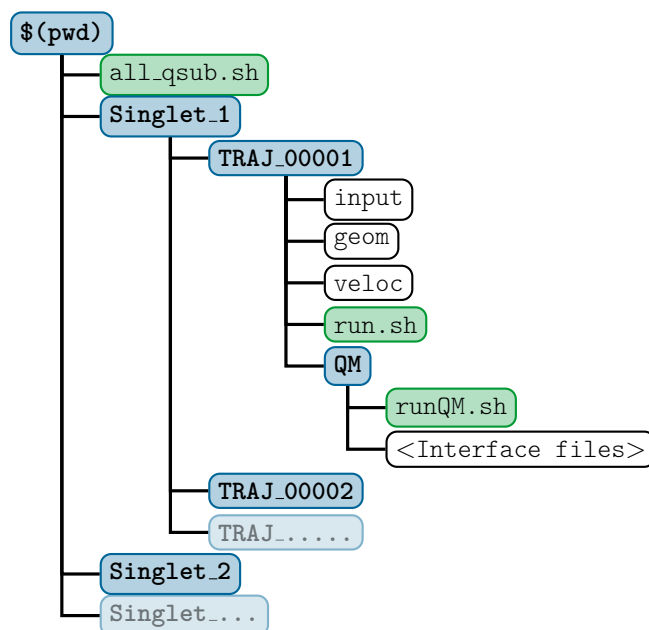 $(pwd)
all_qsub.sh
Singlet_1
TRAJ_00001
input
geom
veloc
run.sh
QM
runQM.sh
<Interface files>
TRAJ_00002
TRAJ_.....
Singlet_2
Singlet_...